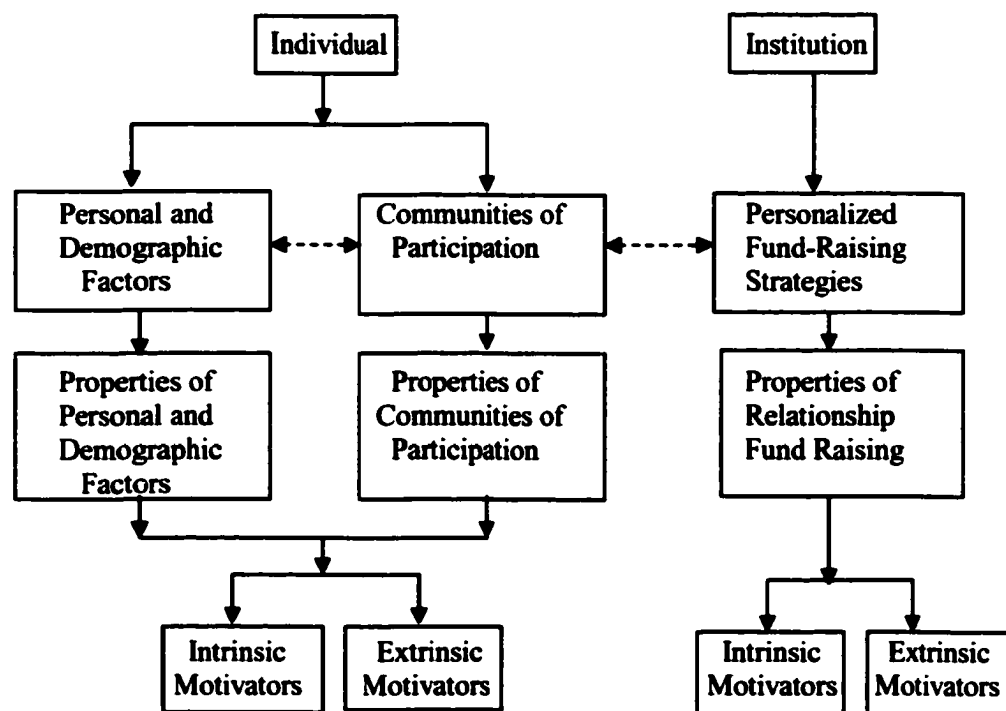 Individual
Institution
Personal and
Demographic
Factors
Communities of
Participation
Personalized
Fund-Raising
Strategies
Properties of
Personal and
Demographic
Factors
Properties of
Communities of
Participation
Properties of
Relationship
Fund Raising
Intrinsic
Motivators
Extrinsic
Motivators
Intrinsic
Motivators
Extrinsic
Motivators